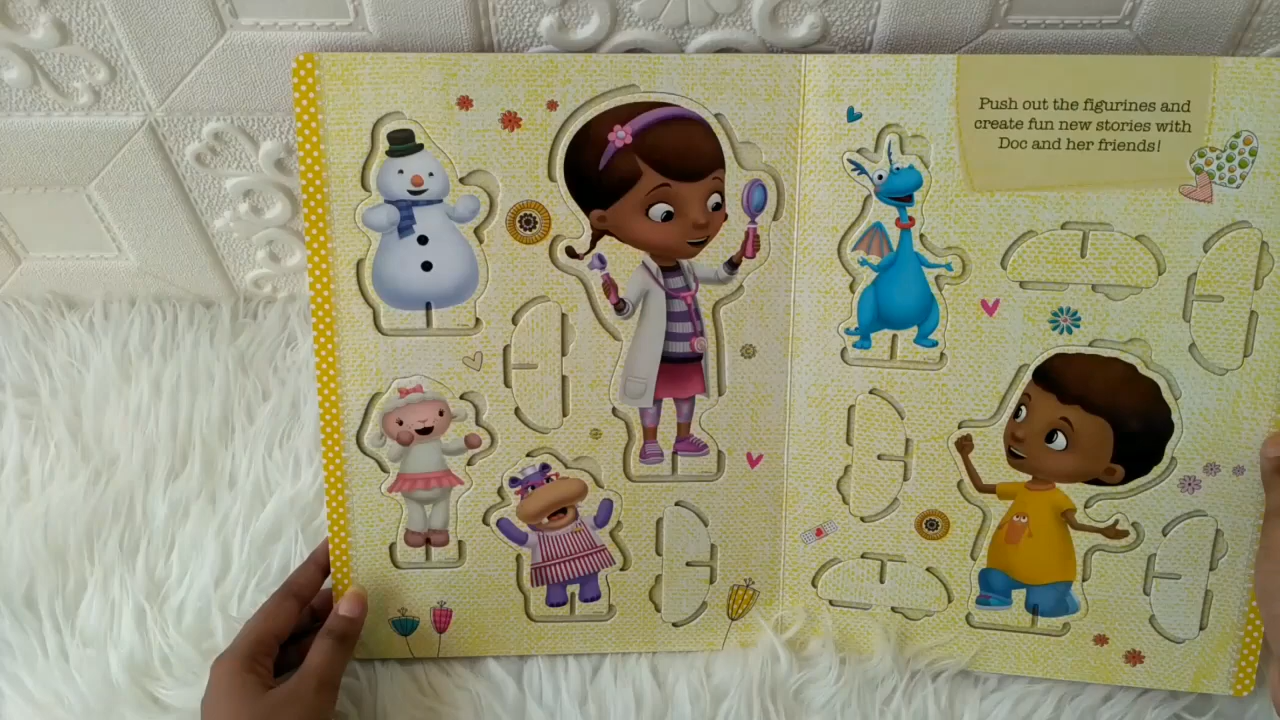 Push out the figurines and
create fun new stories with
Doc and her friends!